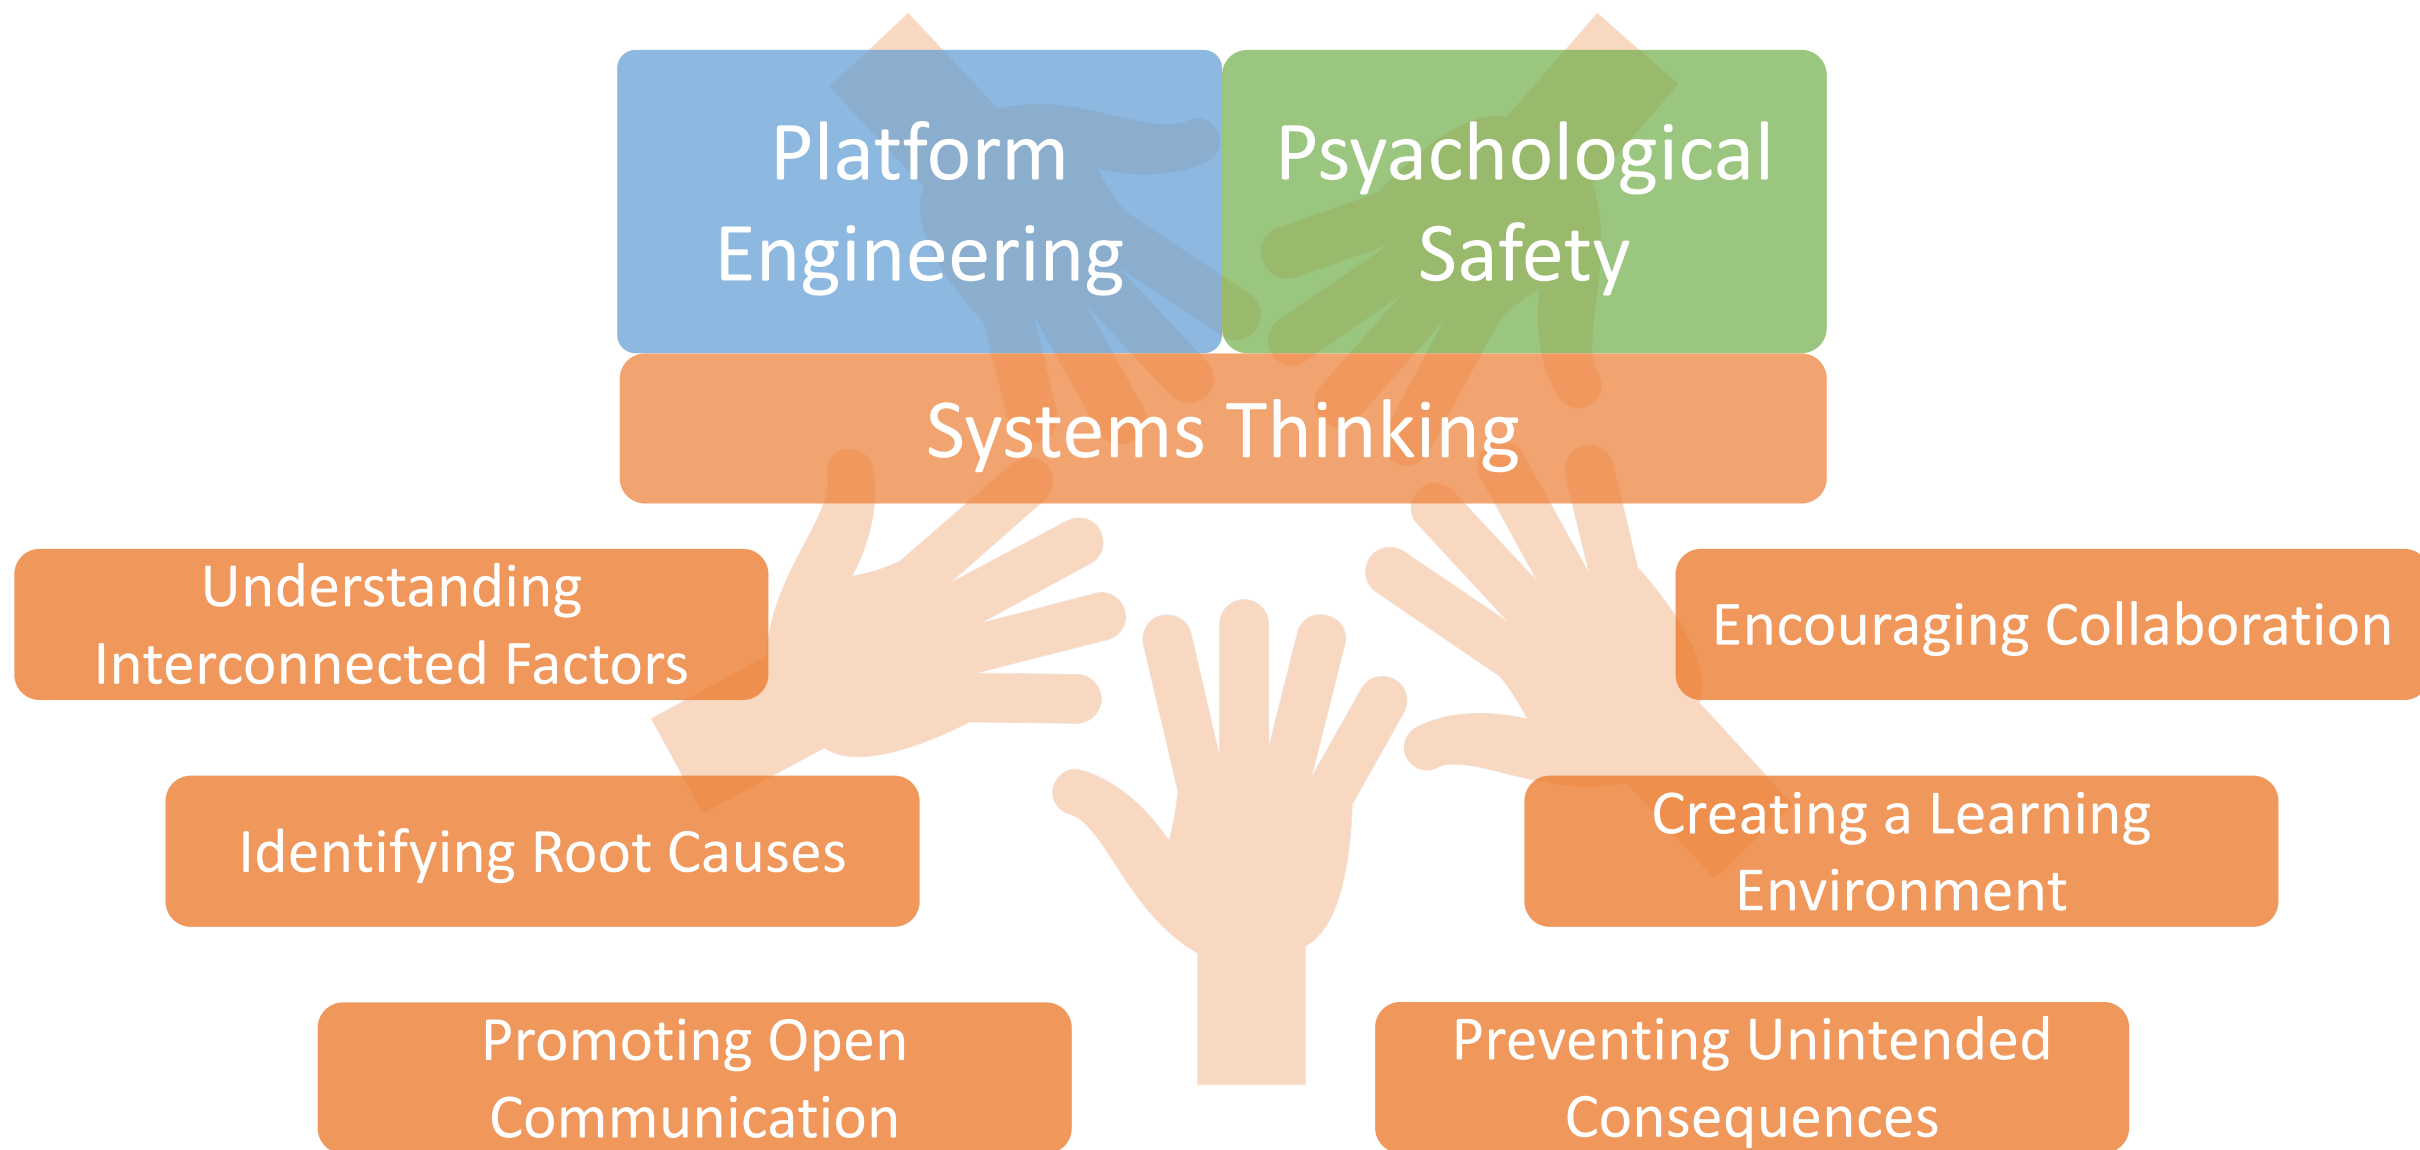 Platform
Engineering
Psyachological
Safety
Systems Thinking
Understanding
Interconnected Factors
Encouraging Collaboration
Identifying Root Causes
Creating a Learning
Environment
Promoting Open
Communication
Preventing Unintended
Consequences